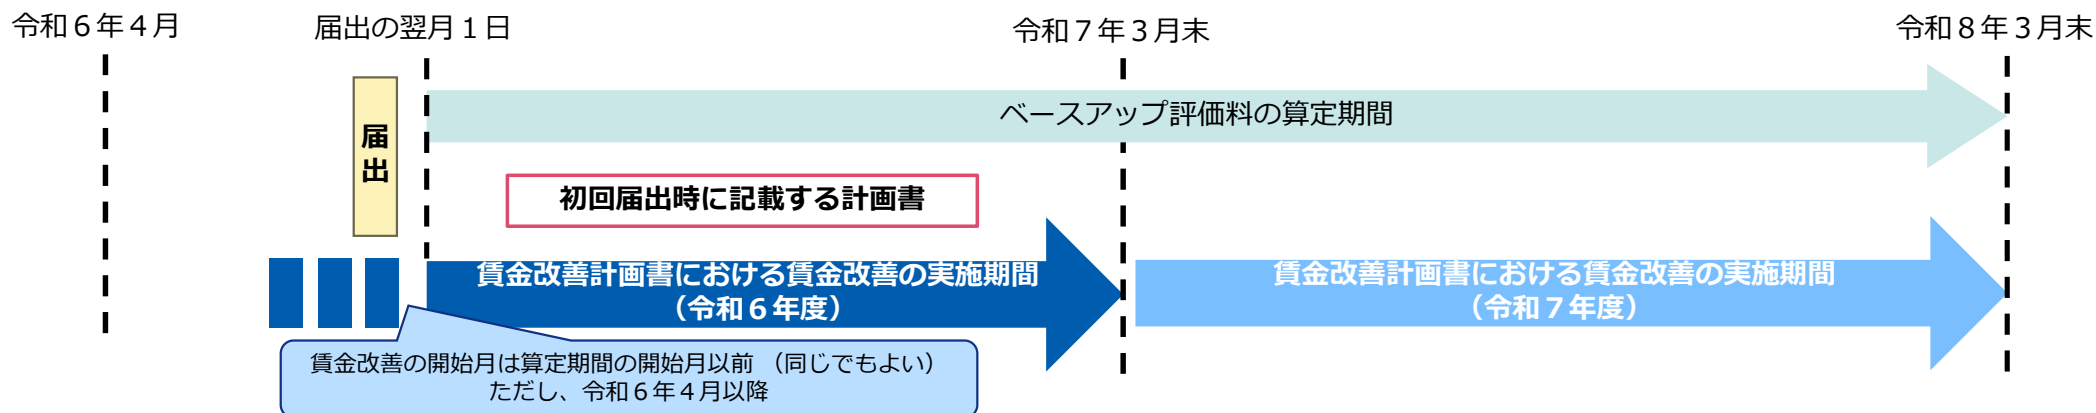 令和６年４月
届出の翌月１日
令和７年３月末
令和８年３月末
届出
ベースアップ評価料の算定期間
初回届出時に記載する計画書
賃金改善計画書における賃金改善の実施期間
（令和６年度）
賃金改善計画書における賃金改善の実施期間
（令和７年度）
賃金改善の開始月は算定期間の開始月以前 （同じでもよい）
ただし、令和６年４月以降